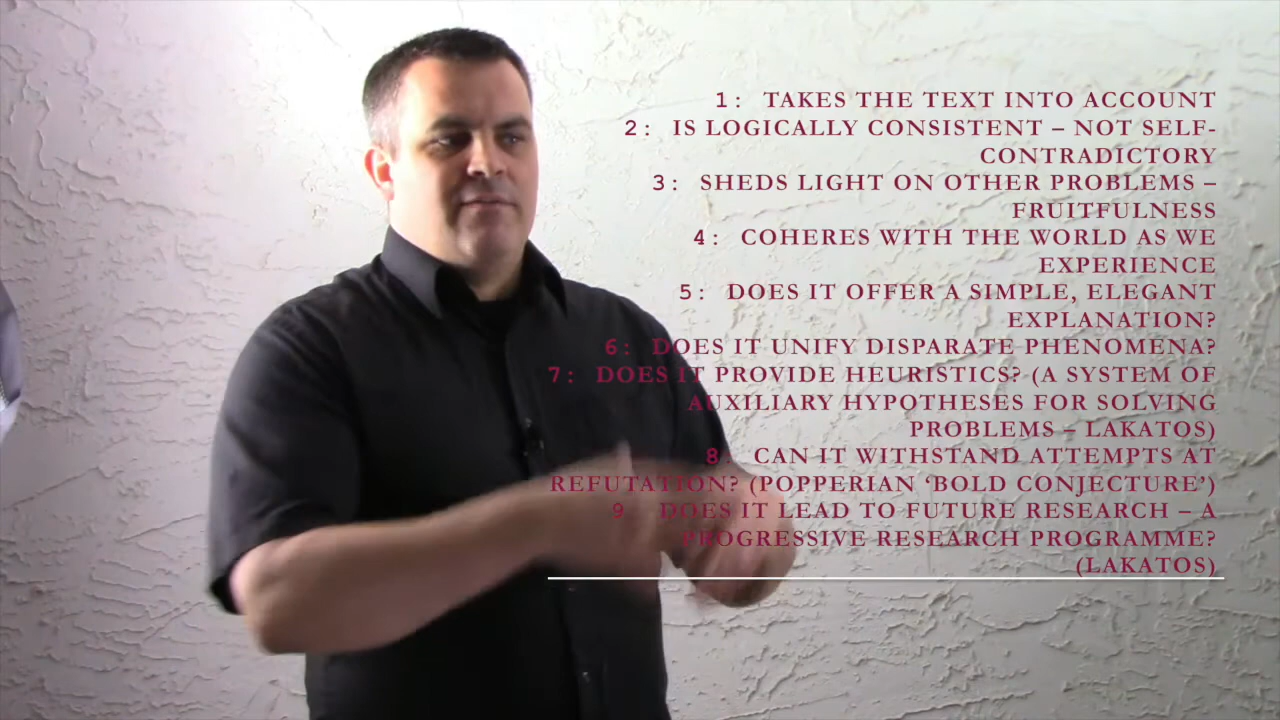 1: TAKES THE TEXT INTO ACCOUNT
2: IS LOGICALLY CONSISTENT – NOT SELF-
CONTRADICTORY
3: SHEDS LIGHT ON OTHER PROBLEMS –
FRUITFULNESS
4: COHERES WITH THE WORLD AS WE
EXPERIENCE
5: DOES IT OFFER A SIMPLE, ELEGANT
EXPLANATION?
6: DOES IT UNIFY DISPARATE PHENOMENA?
7: DOES IT PROVIDE HEURISTICS? (A SYSTEM OF
AUXILIARY HYPOTHESES FOR SOLVING
PROBLEMS – LAKATOS)
8: CAN IT WITHSTAND ATTEMPTS AT
REFUTATION? (POPPERIAN ‘BOLD CONJECTURE’)
9 DOES IT LEAD TO FUTURE RESEARCH – A
PROGRESSIVE RESEARCH PROGRAMME?
(LAKATOS)